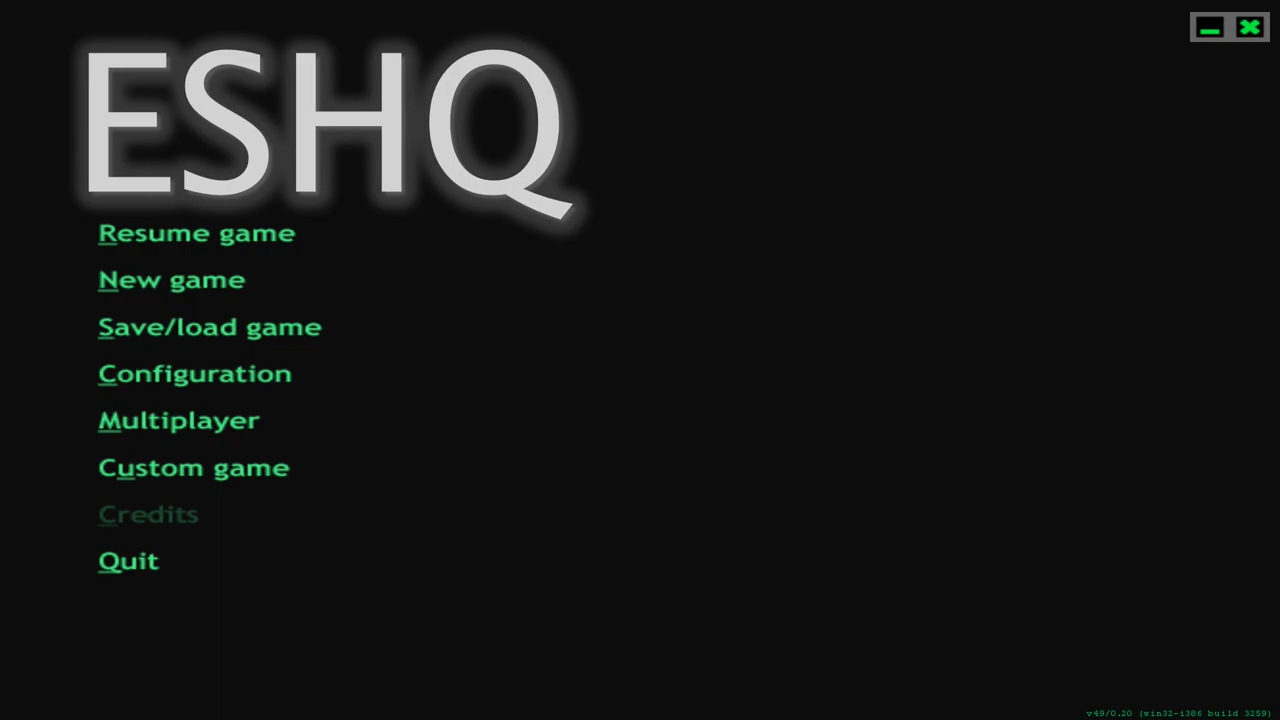 ESHQ
Resume game
New game
Save/load game
Configuration
Multiplayer
Custom game
Credits
Quit
v49/0.20 (win32-i386 build 3259)